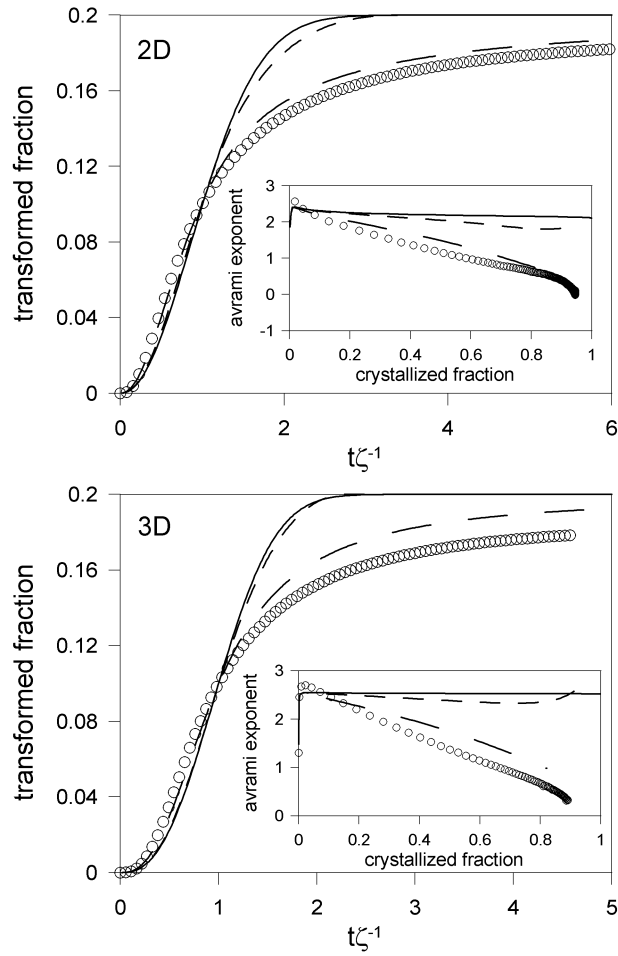 0.2
2D
0.16
0.12
0.08
0.04
0
transformed fraction
3
2
1
0
-1
avrami exponent
0 0.2 0.4 0.6 0.8 1
crystallized fraction
0 2 4 6
tζ⁻¹
0.2
3D
0.16
0.12
0.08
0.04
0
transformed fraction
3
2
1
0
avrami exponent
0 0.2 0.4 0.6 0.8 1
crystallized fraction
0 1 2 3 4 5
tζ⁻¹